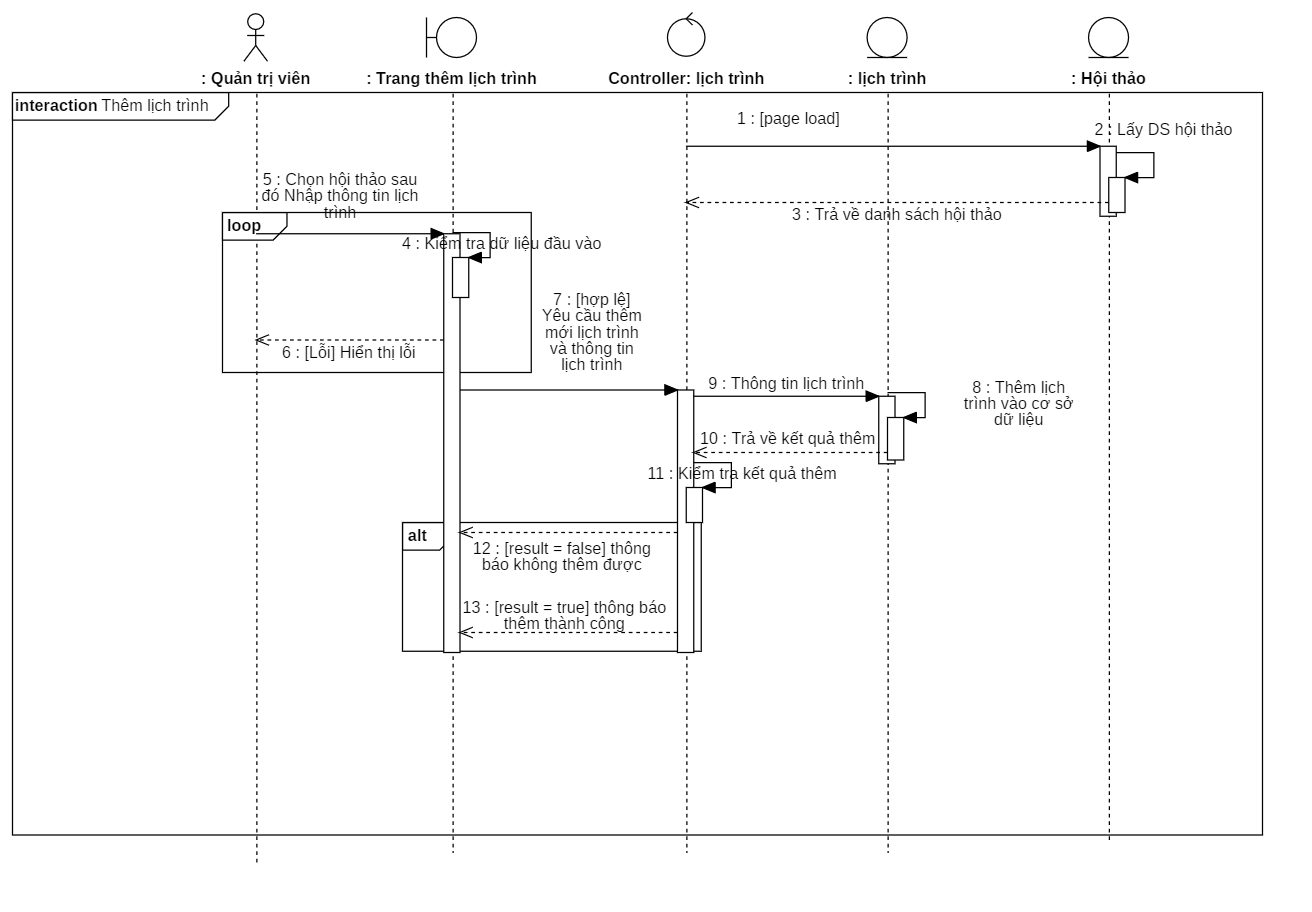 : Quản trị viên
: Trang thêm lịch trình
Controller: lịch trình
: lịch trình
: Hội thảo
interaction Thêm lịch trình
1 : [page load]
2 : Lấy DS hội thảo
3 : Trả về danh sách hội thảo
5 : Chọn hội thảo sau
đó Nhập thông tin lịch
trình
loop
4 : Kiểm tra dữ liệu đầu vào
6 : [Lỗi] Hiển thị lỗi
7 : [hợp lệ]
Yêu cầu thêm
mới lịch trình
và thông tin
lịch trình
9 : Thông tin lịch trình
8 : Thêm lịch
trình vào cơ sở
dữ liệu
10 : Trả về kết quả thêm
11 : Kiểm tra kết quả thêm
alt
12 : [result = false] thông
báo không thêm được
13 : [result = true] thông báo
thêm thành công